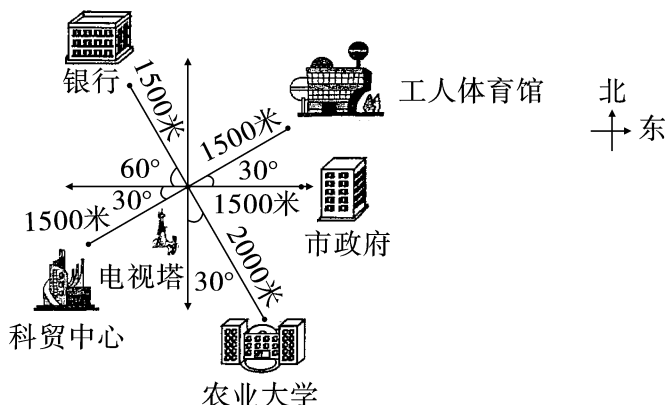 银行
1500米
工人体育馆
北
东
1500米
60°
30°
30°
1500米
1500米
市政府
电视塔
30°
2000米
科贸中心
农业大学